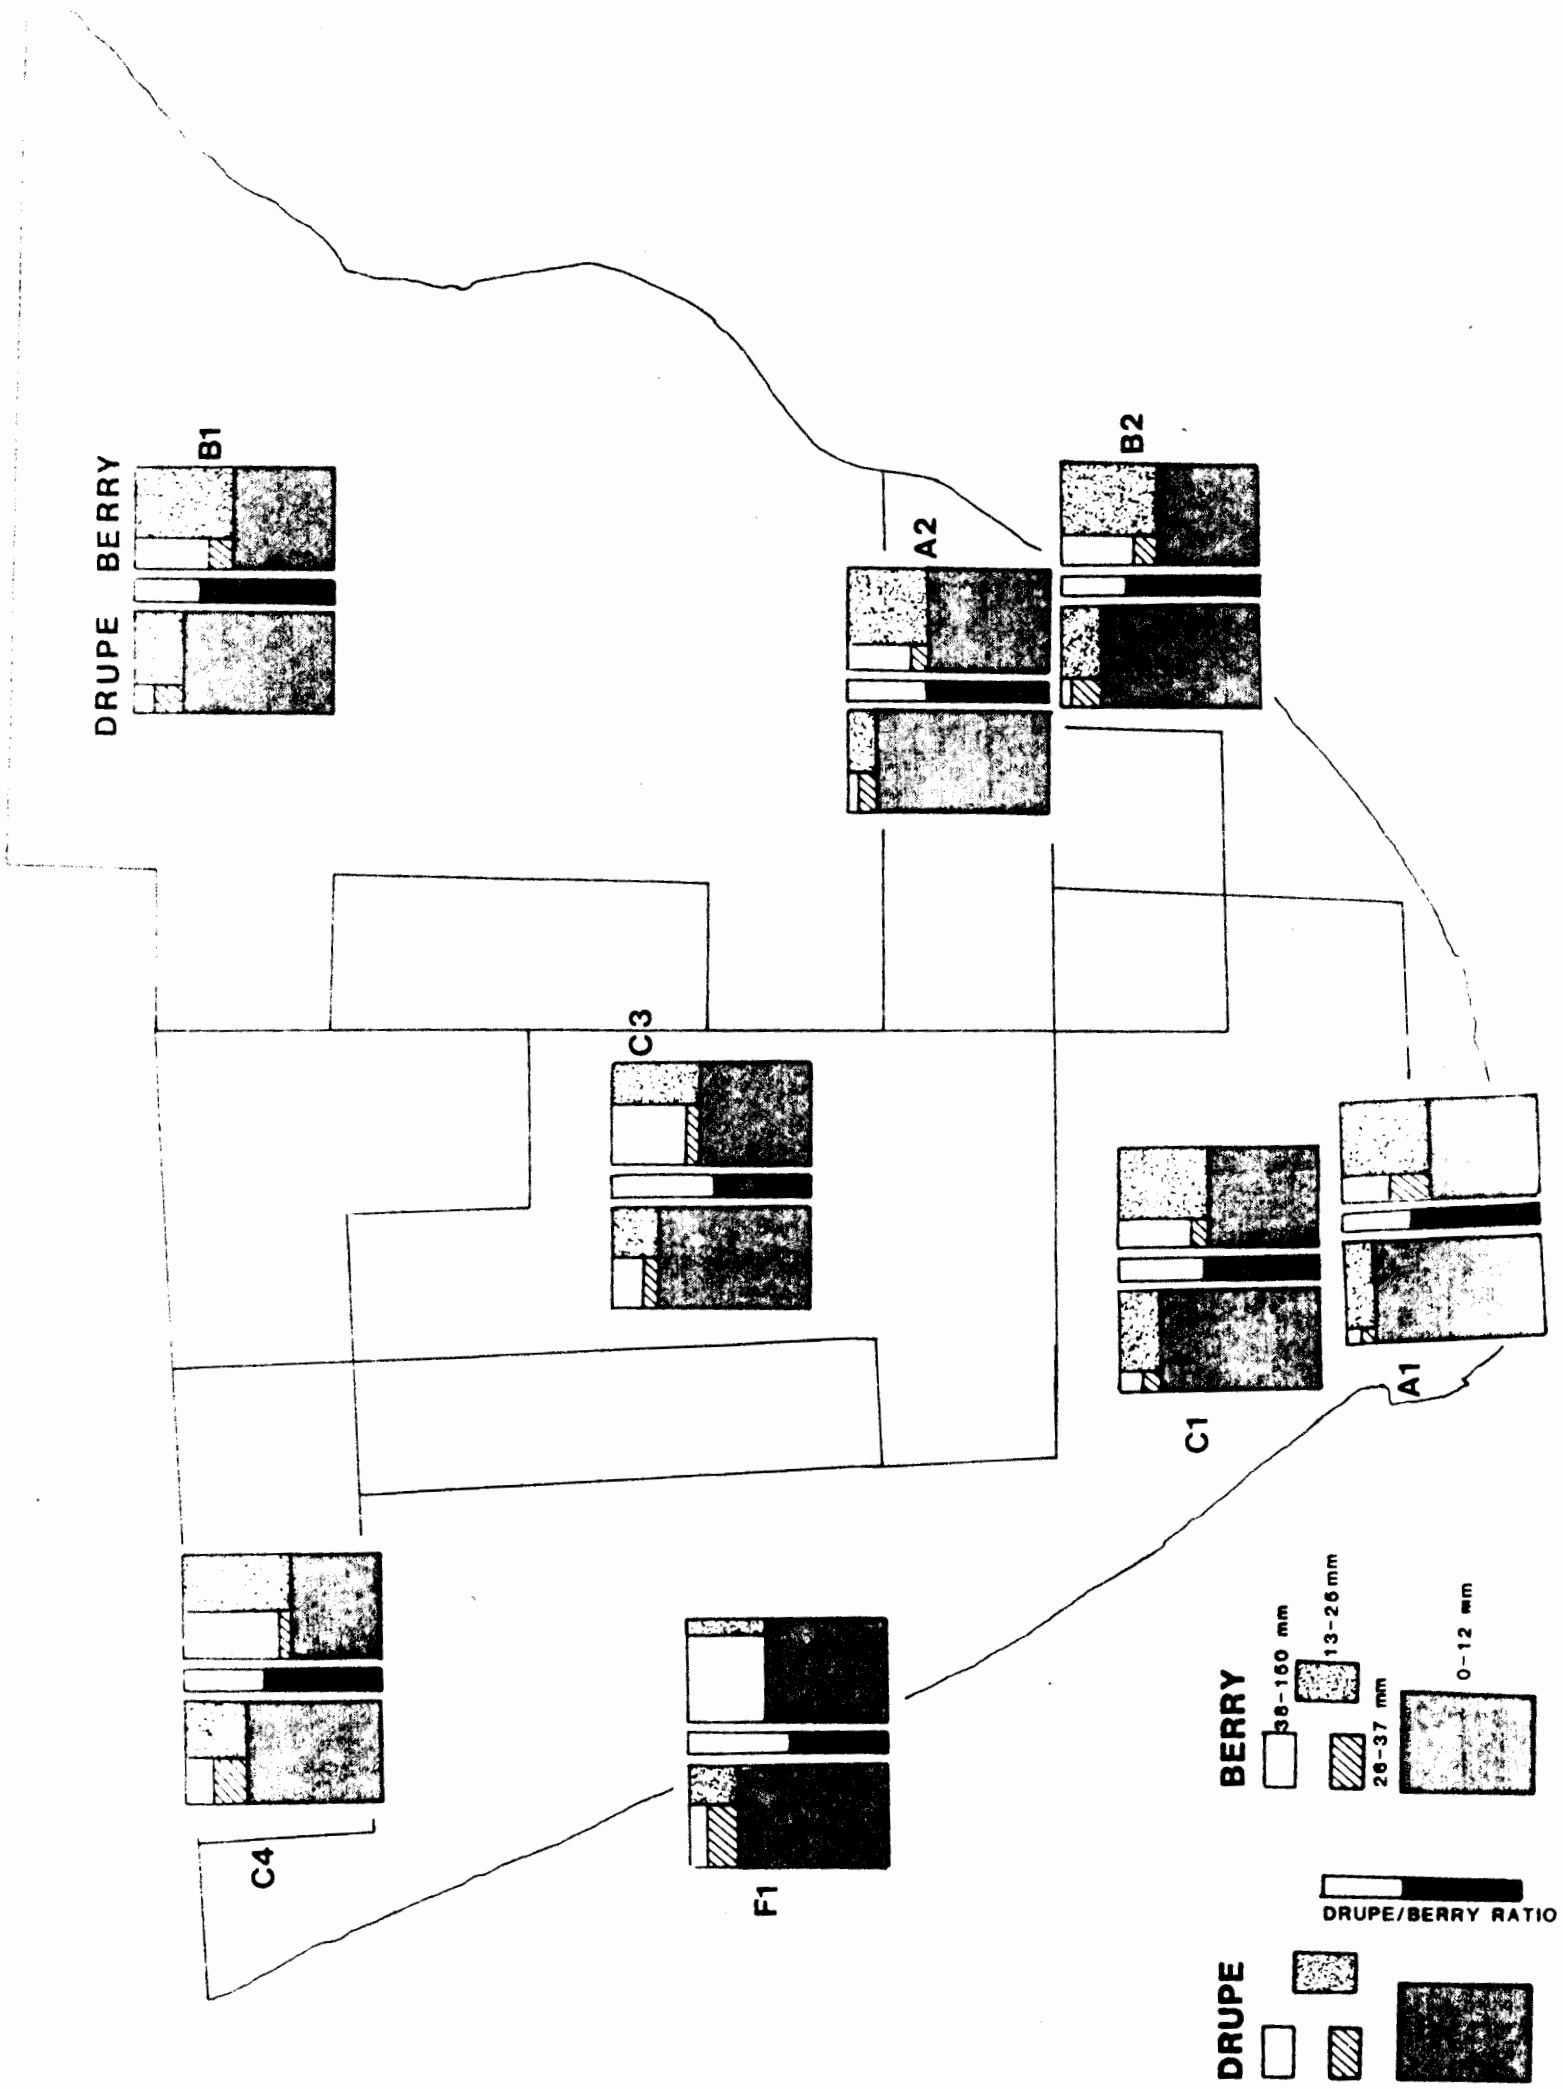 DRUPE BERRY
B1
A2
B2
C3
C1
A1
C4
F1
BERRY
38-160 mm
13-25mm
26-37 mm
0-12 mm
DRUPE/BERRY RATIO
DRUPE